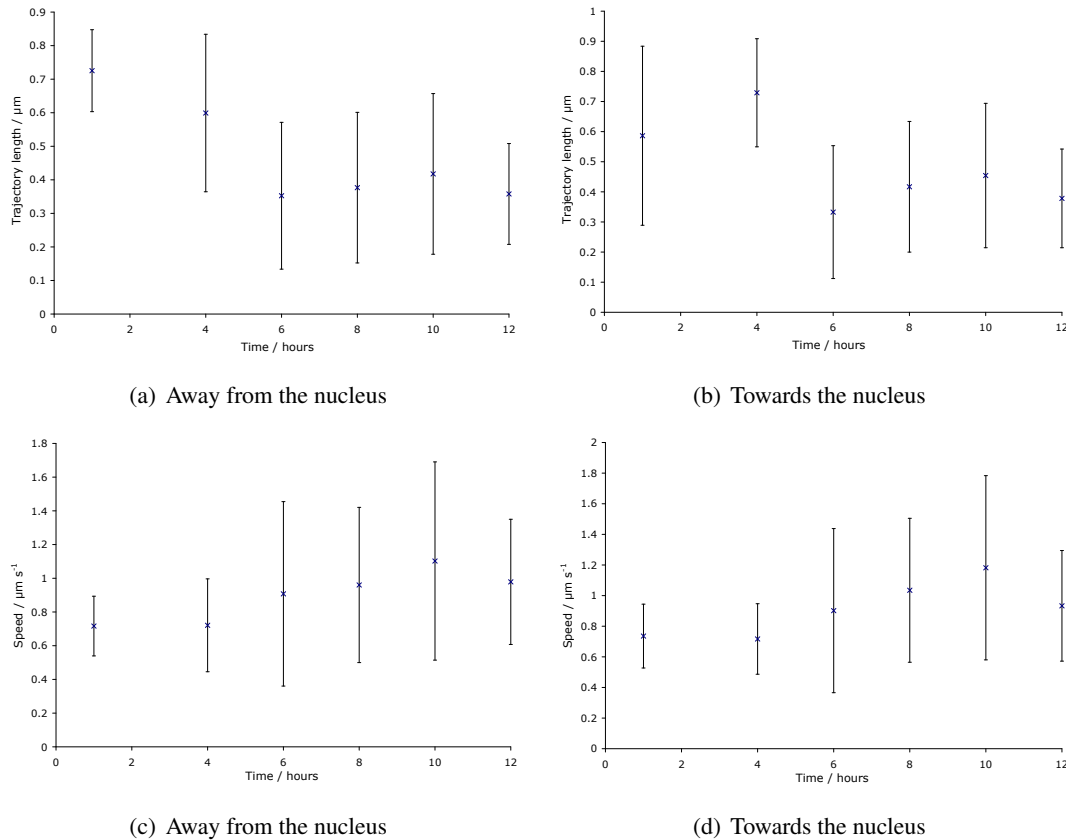 0.9
0.8
0.7
0.6
0.5
0.4
0.3
0.2
0.1
0
Trajectory length / µm
0 2 4 6 8 10 12
Time / hours
(a) Away from the nucleus
1
0.9
0.8
0.7
0.6
0.5
0.4
0.3
0.2
0.1
0
Trajectory length / µm
0 2 4 6 8 10 12
Time / hours
(b) Towards the nucleus
1.8
1.6
1.4
1.2
1
0.8
0.6
0.4
0.2
0
Speed / µm s⁻¹
0 2 4 6 8 10 12
Time / hours
(c) Away from the nucleus
2
1.8
1.6
1.4
1.2
1
0.8
0.6
0.4
0.2
0
Speed / µm s⁻¹
0 2 4 6 8 10 12
Time / hours
(d) Towards the nucleus